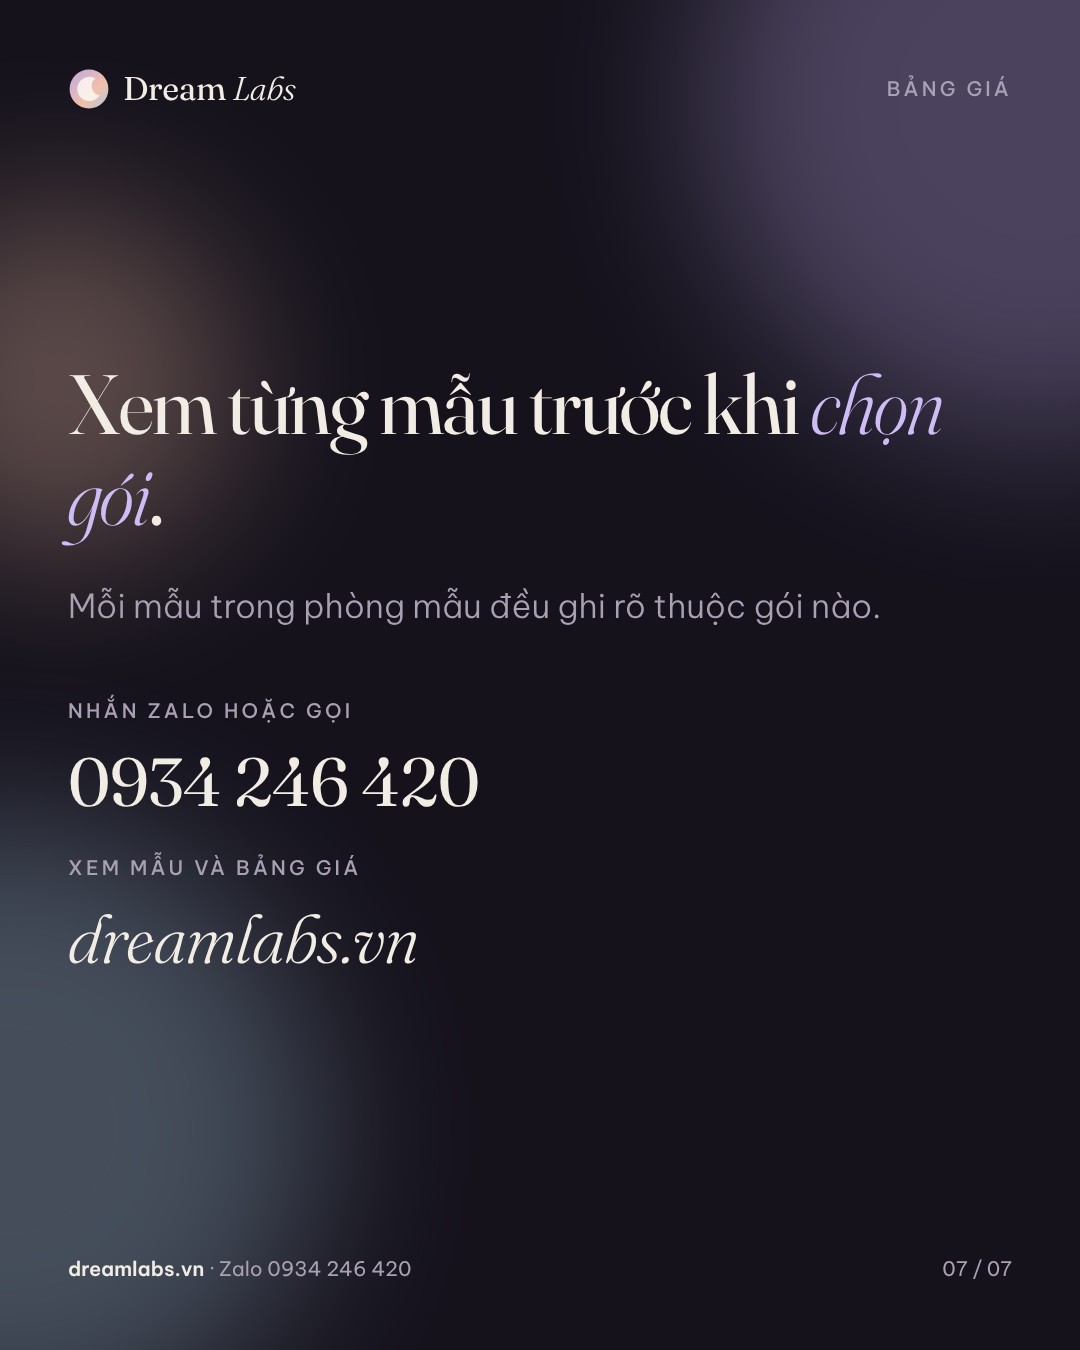 Dream Labs
BẢNG GIÁ
Xem từng mẫu trước khi chọn
gói.
Mỗi mẫu trong phòng mẫu đều ghi rõ thuộc gói nào.
NHẮN ZALO HOẶC GỌI
0934 246 420
XEM MẪU VÀ BẢNG GIÁ
dreamlabs.vn
dreamlabs.vn · Zalo 0934 246 420
07 / 07